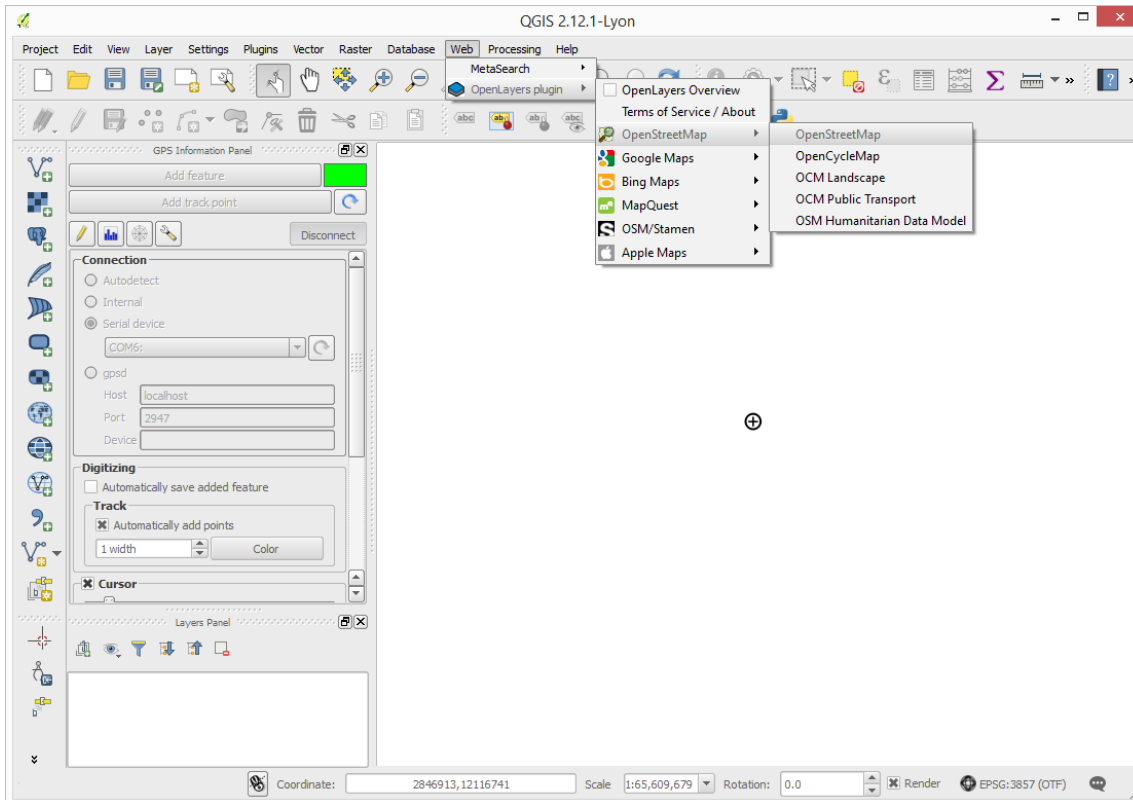 QGIS 2.12.1-Lyon
Project Edit View Layer Settings Plugins Vector Raster Database Web Processing Help
MetaSearch
OpenLayers plugin
OpenLayers Overview
Terms of Service / About
OpenStreetMap
Google Maps
Bing Maps
MapQuest
OSM/Stamen
Apple Maps
OpenStreetMap
OpenCycleMap
OCM Landscape
OCM Public Transport
OSM Humanitarian Data Model
abc
ab
ab
abc
GPS Information Panel
Add feature
Add track point
Disconnect
Connection
Autodetect
Internal
Serial device
COM6:
gpsd
Host localhost
Port 2947
Device
Digitizing
Automatically save added feature
Track
Automatically add points
1 width Color
Cursor
Layers Panel
Coordinate: 2846913,12116741 Scale 1:65,609,679 Rotation: 0.0 Render EPSG:3857 (OTF)